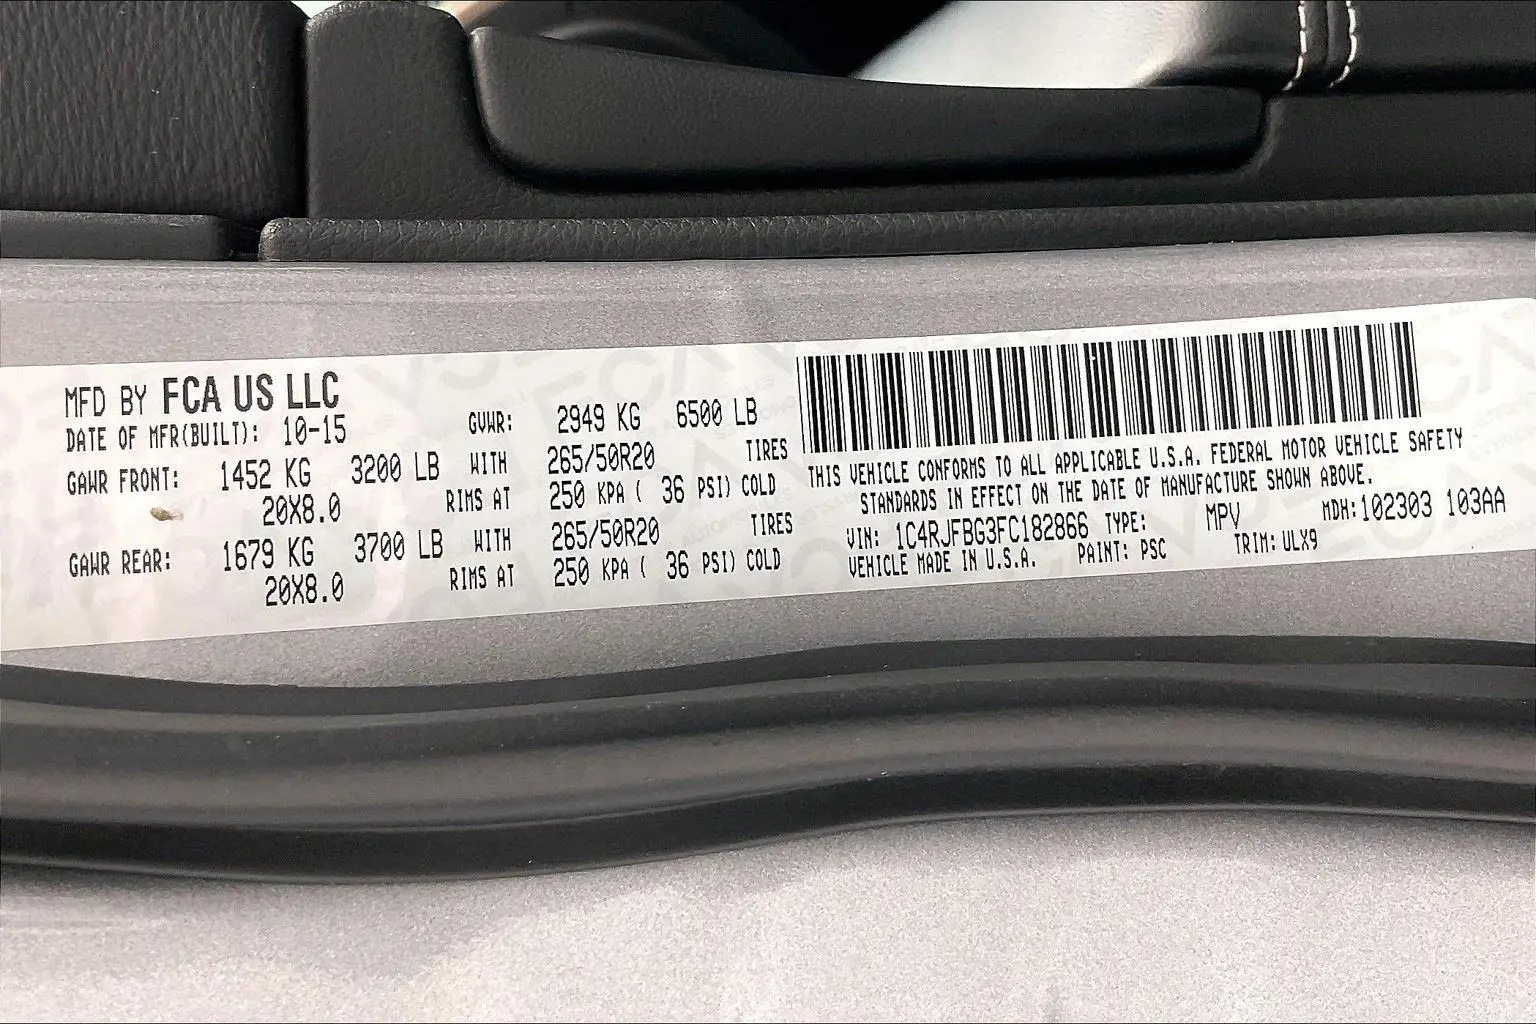 MFD BY FCA US LLC
DATE OF MFR(BUILT): 10-15
GVWR: 2949 KG 6500 LB
GAWR FRONT: 1452 KG 3200 LB WITH 265/50R20 TIRES
20X8.0 RIMS AT 250 KPA ( 36 PSI) COLD
GAWR REAR: 1679 KG 3700 LB WITH 265/50R20 TIRES
20X8.0 RIMS AT 250 KPA ( 36 PSI) COLD
THIS VEHICLE CONFORMS TO ALL APPLICABLE U.S.A. FEDERAL MOTOR VEHICLE SAFETY
STANDARDS IN EFFECT ON THE DATE OF MANUFACTURE SHOWN ABOVE.
VIN: 1C4RJFBG3FC182866 TYPE: MPV MDH:102303 103AA
VEHICLE MADE IN U.S.A. PAINT: PSC TRIM: ULX9